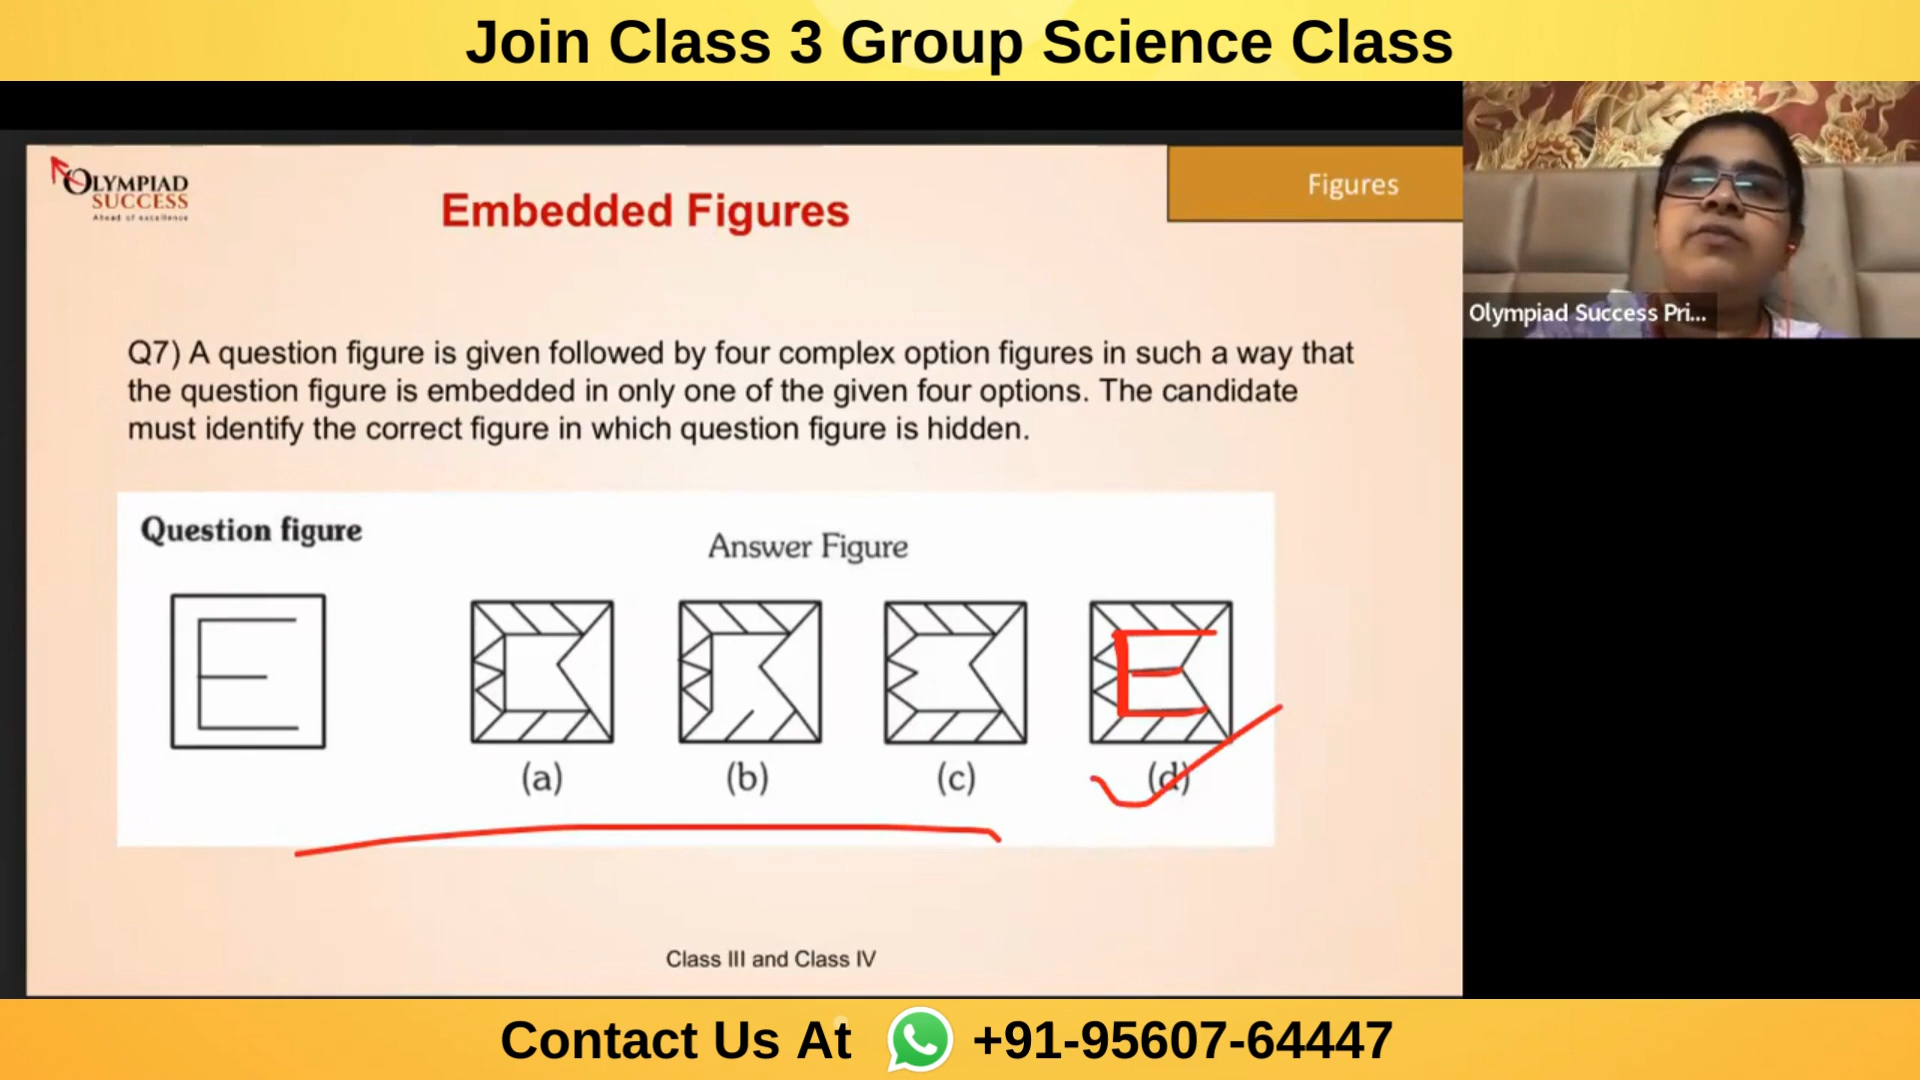 Join Class 3 Group Science Class
OLYMPIAD
SUCCESS
Ahead of excellence
Embedded Figures
Figures
Olympiad Success Pri...
Q7) A question figure is given followed by four complex option figures in such a way that
the question figure is embedded in only one of the given four options. The candidate
must identify the correct figure in which question figure is hidden.
Question figure
Answer Figure
E
(a)
(b)
(c)
(d)
Class III and Class IV
Contact Us At +91-95607-64447